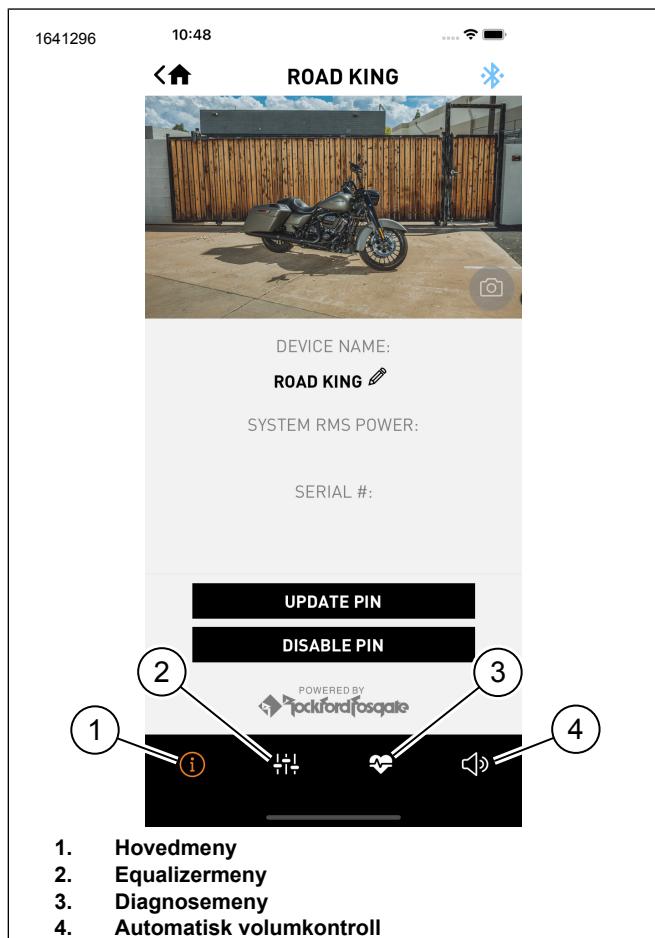 1641296
10:48
ROAD KING
DEVICE NAME:
ROAD KING
SYSTEM RMS POWER:
SERIAL #:
UPDATE PIN
DISABLE PIN
2
3
POWERED BY
Rockford Fosgate
1
4
1. Hovedmeny
2. Equalizermeny
3. Diagnosemeny
4. Automatisk volumkontroll